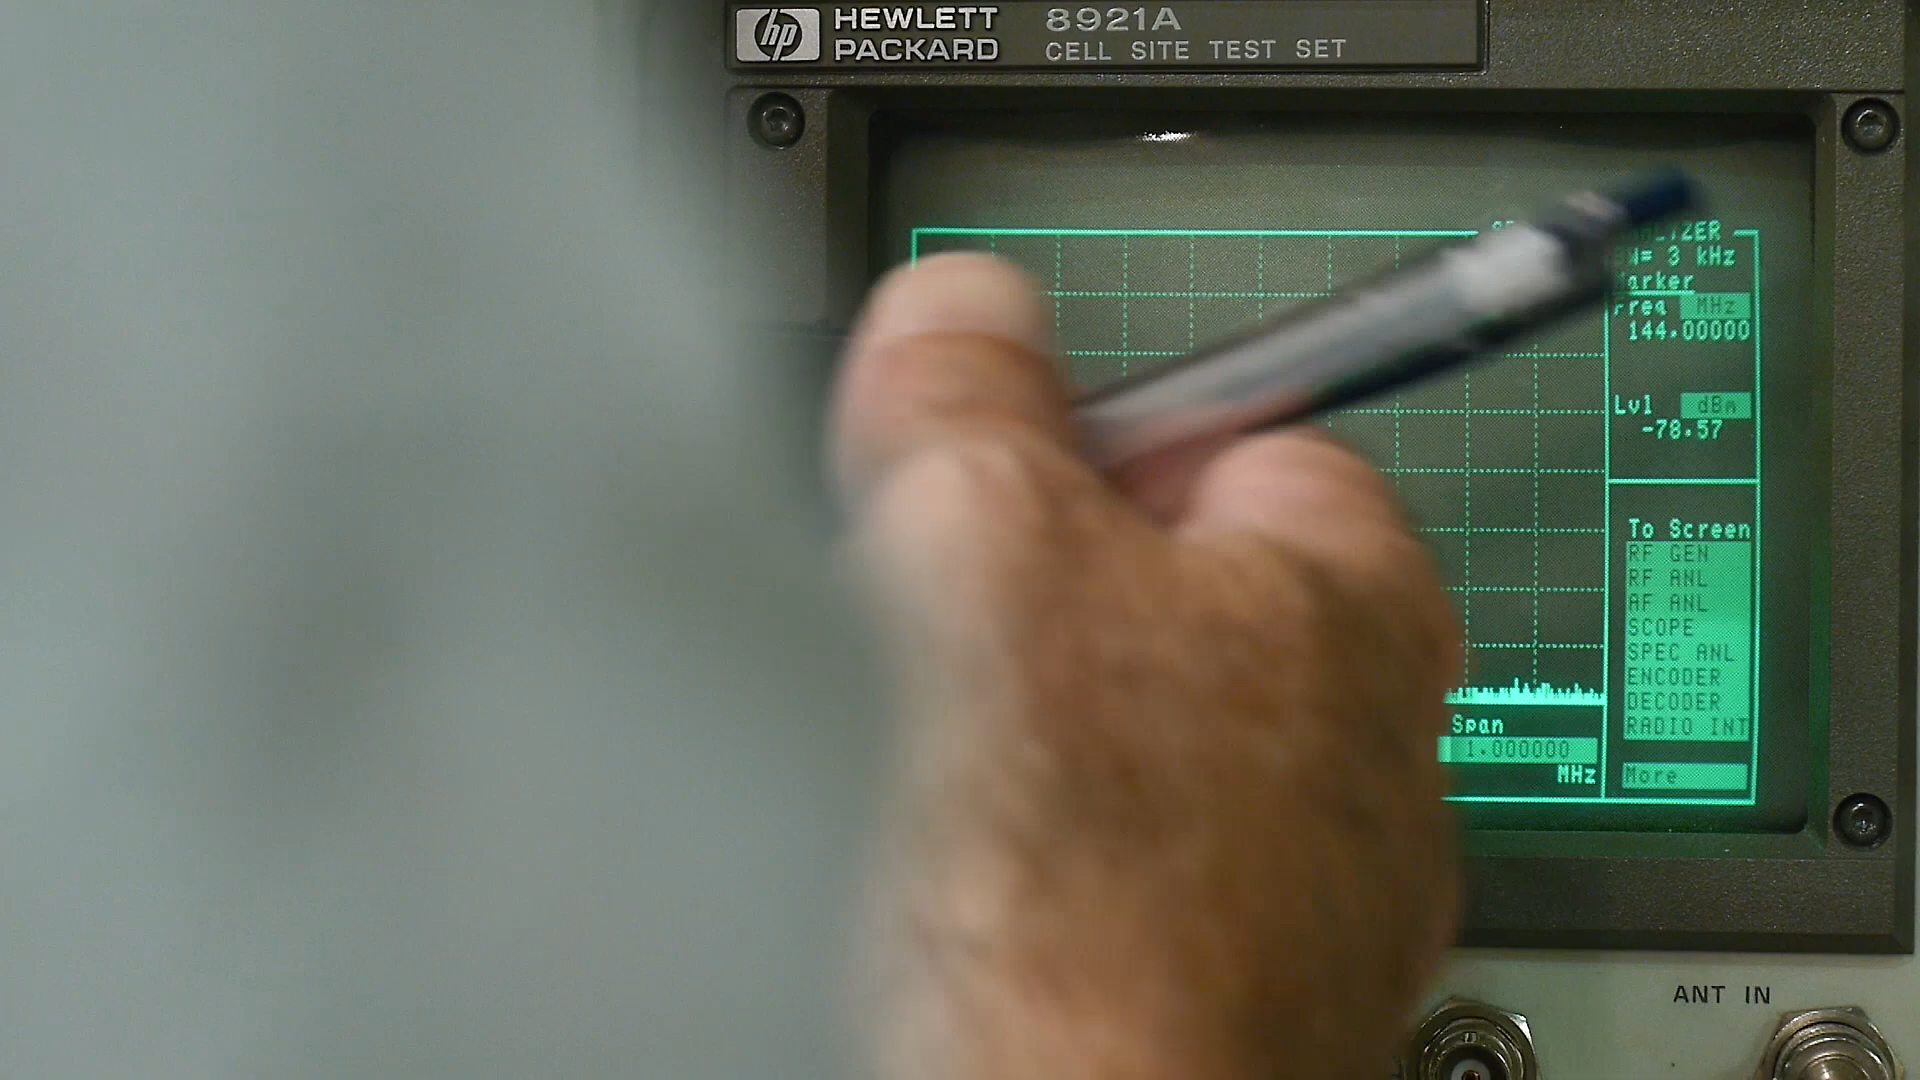 hp HEWLETT PACKARD
8921A
CELL SITE TEST SET
3 kHz
Marker
Freq MHz
144.00000
Lvl dBm
-78.57
To Screen
RF GEN
RF ANL
AF ANL
SCOPE
SPEC ANL
ENCODER
DECODER
RADIO INT
More
Span
1.000000
MHz
ANT IN